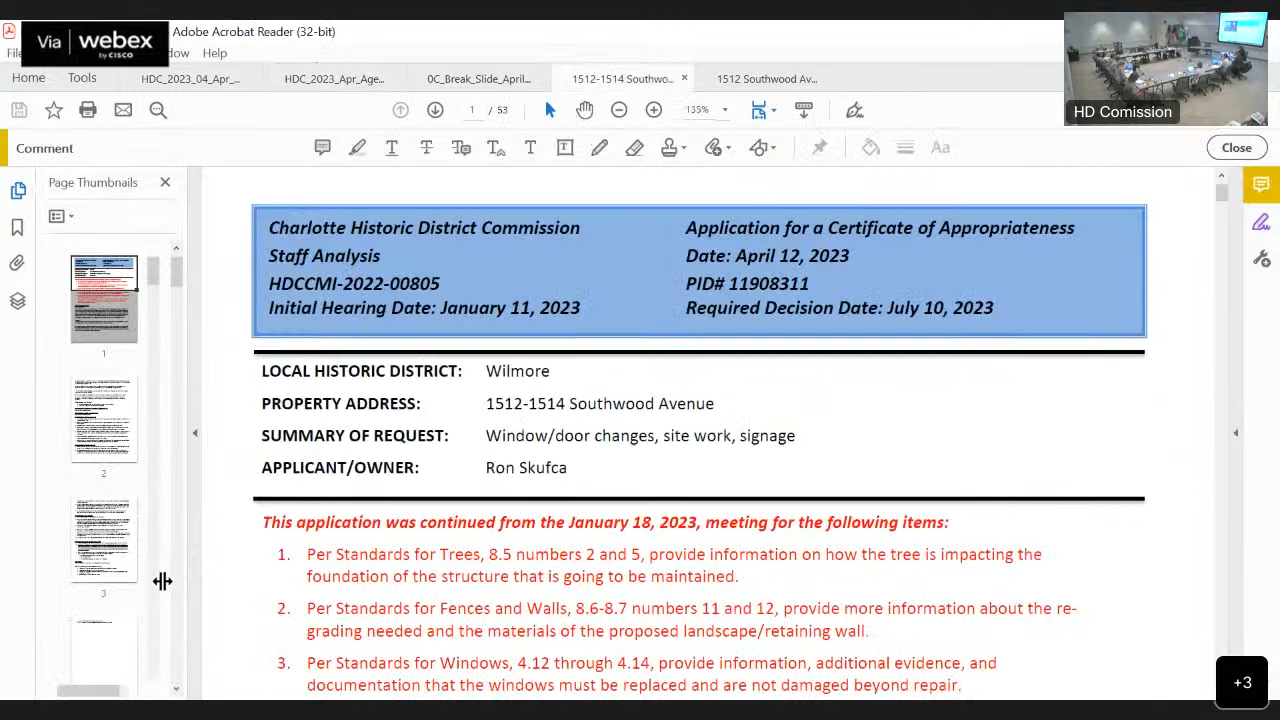 Via webex
by CISCO
Adobe Acrobat Reader (32-bit)
dow Help
Home Tools HDC_2023_04_Apr_... HDC_2023_Apr_Age... 0C_Break_Slide_April... 1512-1514 Southwo... × 1512 Southwood Av...
1 / 53 135%
HD Comission
Comment
Close
Page Thumbnails
1
2
3
Charlotte Historic District Commission Application for a Certificate of Appropriateness
Staff Analysis Date: April 12, 2023
HDCCMI-2022-00805 PID# 11908311
Initial Hearing Date: January 11, 2023 Required Decision Date: July 10, 2023
LOCAL HISTORIC DISTRICT: Wilmore
PROPERTY ADDRESS: 1512-1514 Southwood Avenue
SUMMARY OF REQUEST: Window/door changes, site work, signage
APPLICANT/OWNER: Ron Skufca
This application was continued from the January 18, 2023, meeting for the following items:
1. Per Standards for Trees, 8.5 numbers 2 and 5, provide information on how the tree is impacting the
foundation of the structure that is going to be maintained.
2. Per Standards for Fences and Walls, 8.6-8.7 numbers 11 and 12, provide more information about the re-
grading needed and the materials of the proposed landscape/retaining wall.
3. Per Standards for Windows, 4.12 through 4.14, provide information, additional evidence, and
documentation that the windows must be replaced and are not damaged beyond repair.
+3